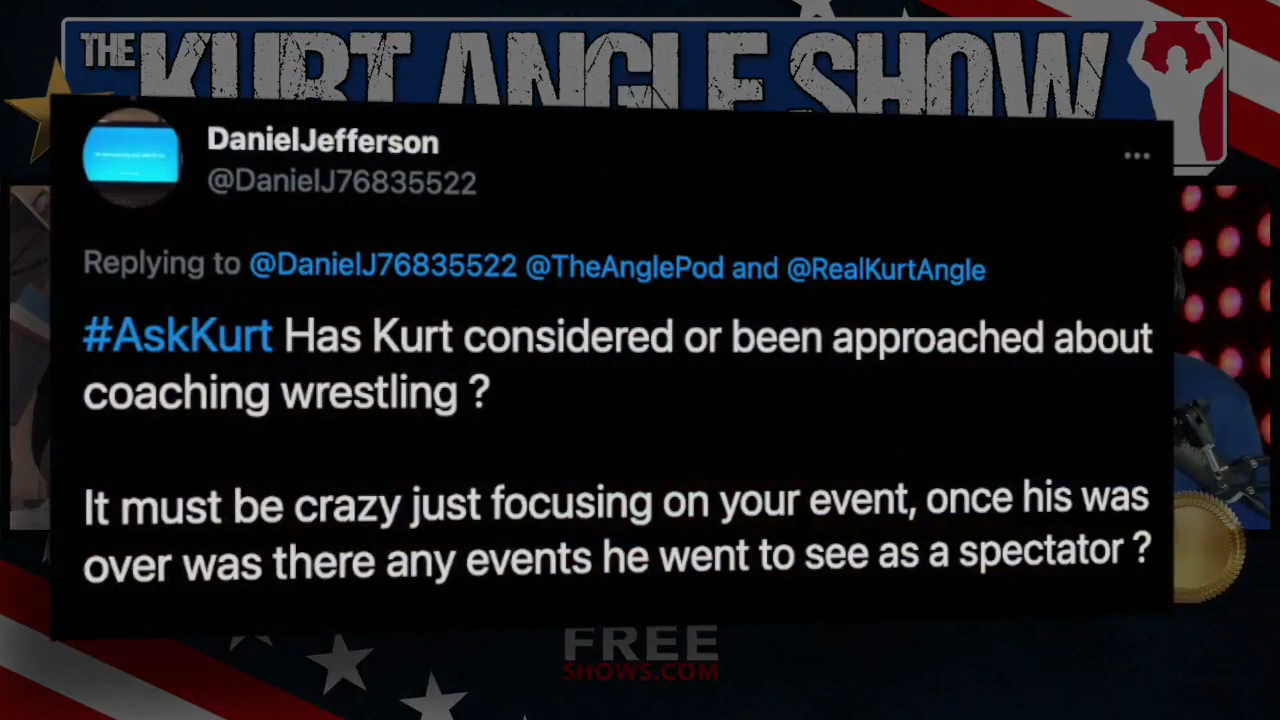 THE KURT ANGLE SHOW
DanielJefferson
@DanielJ76835522
Replying to @DanielJ76835522 @TheAnglePod and @RealKurtAngle
#AskKurt Has Kurt considered or been approached about
coaching wrestling ?
It must be crazy just focusing on your event, once his was
over was there any events he went to see as a spectator ?
FREE
SHOWS.COM